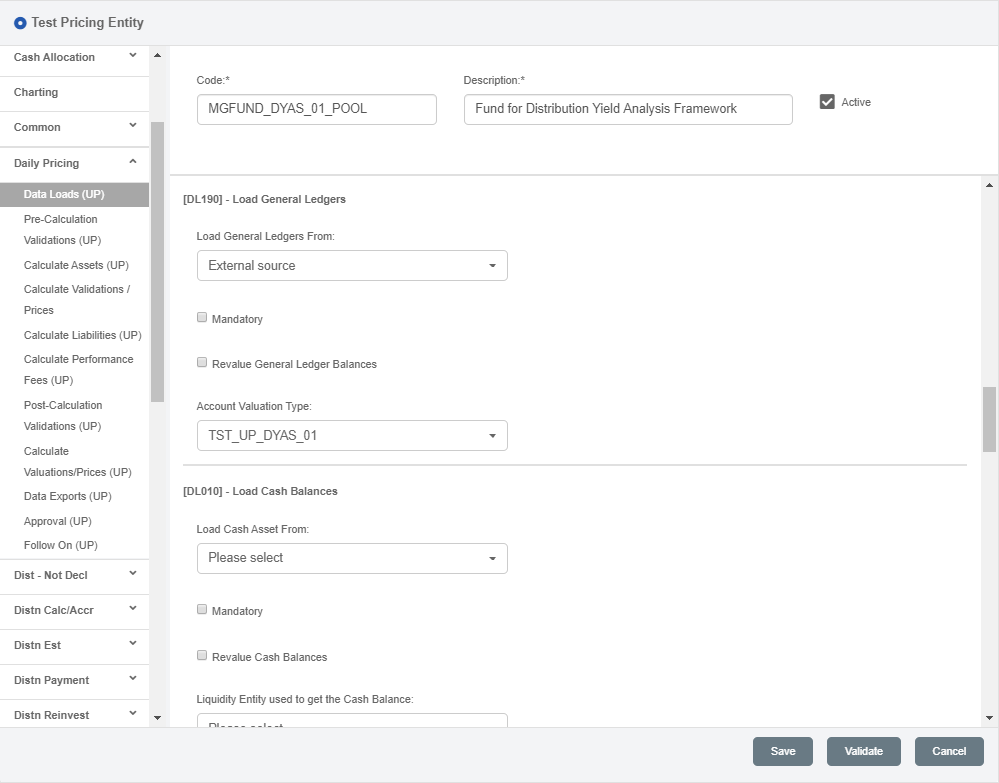 Test Pricing Entity
Cash Allocation
Charting
Common
Daily Pricing
Data Loads (UP)
Pre-Calculation
Validations (UP)
Calculate Assets (UP)
Calculate Validations /
Prices
Calculate Liabilities (UP)
Calculate Performance
Fees (UP)
Post-Calculation
Validations (UP)
Calculate
Valuations/Prices (UP)
Data Exports (UP)
Approval (UP)
Follow On (UP)
Dist - Not Decl
Distn Calc/Accr
Distn Est
Distn Payment
Distn Reinvest
Code:*
MGFUND_DYAS_01_POOL
Description:*
Fund for Distribution Yield Analysis Framework
Active
[DL190] - Load General Ledgers
Load General Ledgers From:
External source
Mandatory
Revalue General Ledger Balances
Account Valuation Type:
TST_UP_DYAS_01
[DL010] - Load Cash Balances
Load Cash Asset From:
Please select
Mandatory
Revalue Cash Balances
Liquidity Entity used to get the Cash Balance:
Please select
Save
Validate
Cancel